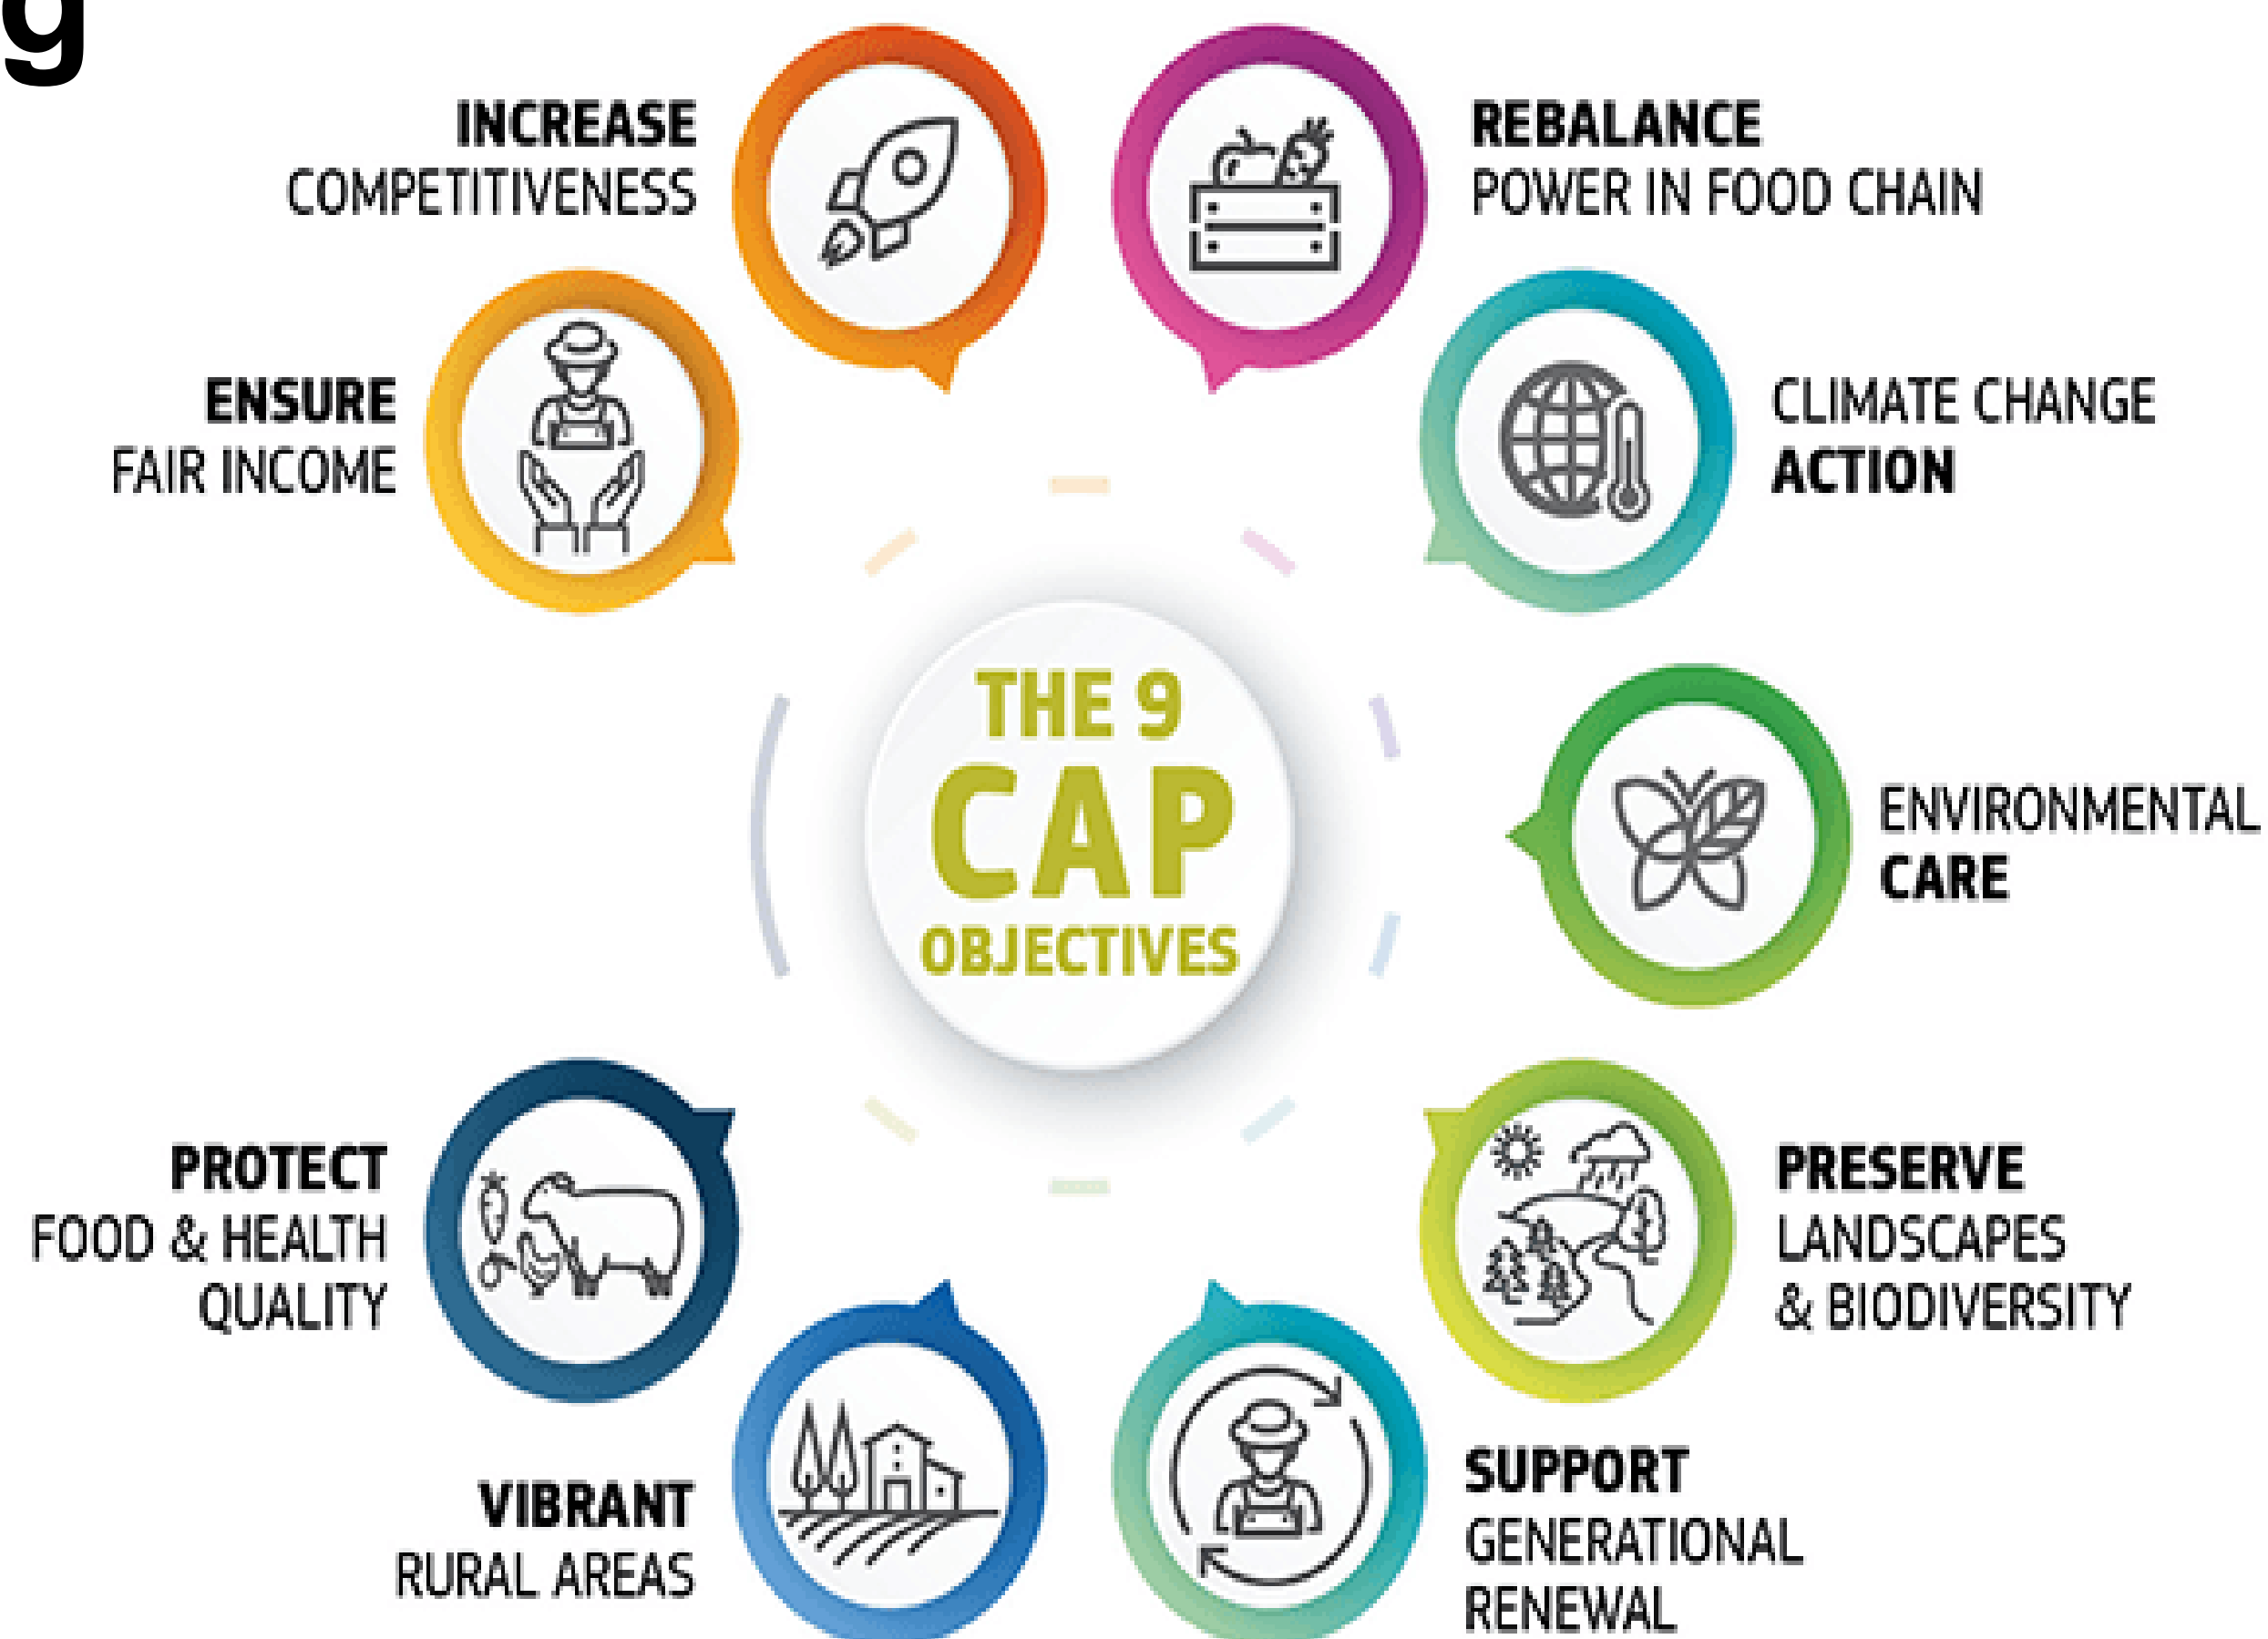 g
INCREASE
COMPETITIVENESS
REBALANCE
POWER IN FOOD CHAIN
ENSURE
FAIR INCOME
CLIMATE CHANGE
ACTION
THE 9
CAP
OBJECTIVES
ENVIRONMENTAL
CARE
PROTECT
FOOD & HEALTH
QUALITY
PRESERVE
LANDSCAPES
& BIODIVERSITY
VIBRANT
RURAL AREAS
SUPPORT
GENERATIONAL
RENEWAL